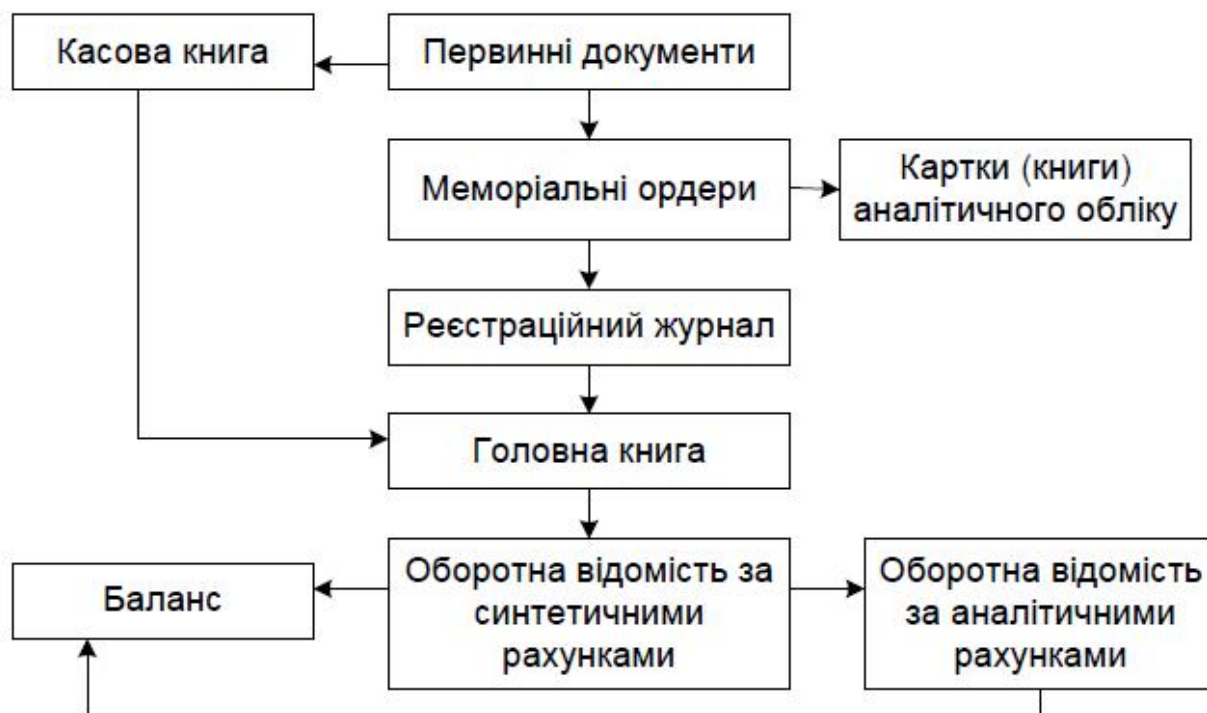 Касова книга
Первинні документи
Меморіальні ордери
Картки (книги)
аналітичного обліку
Реєстраційний журнал
Головна книга
Баланс
Оборотна відомість за
синтетичними
рахунками
Оборотна відомість
за аналітичними
рахунками